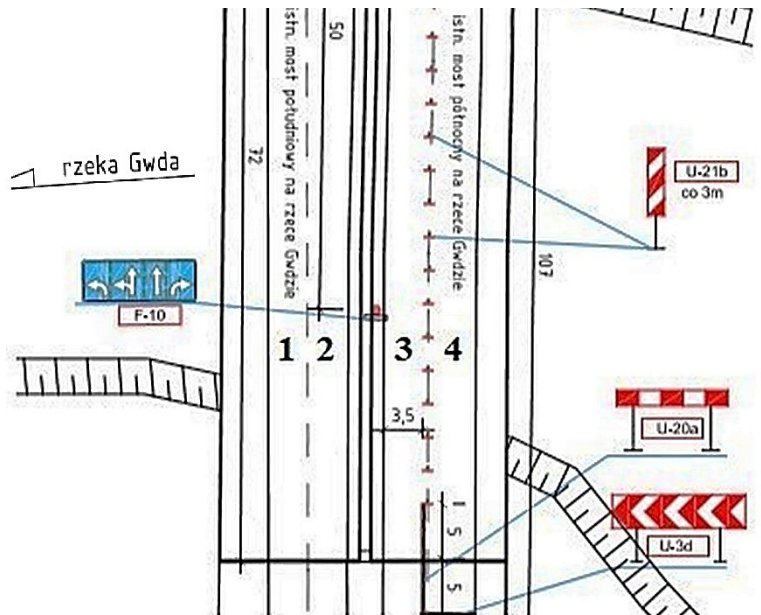 istn. most południowy na rzece Gwdzie
50
istn. most północny na rzece Gwdzie
72
rzeka Gwda
U-21b
co 3m
107
F-10
1 2 3 4
3,5
U-20a
5
U-3d
5